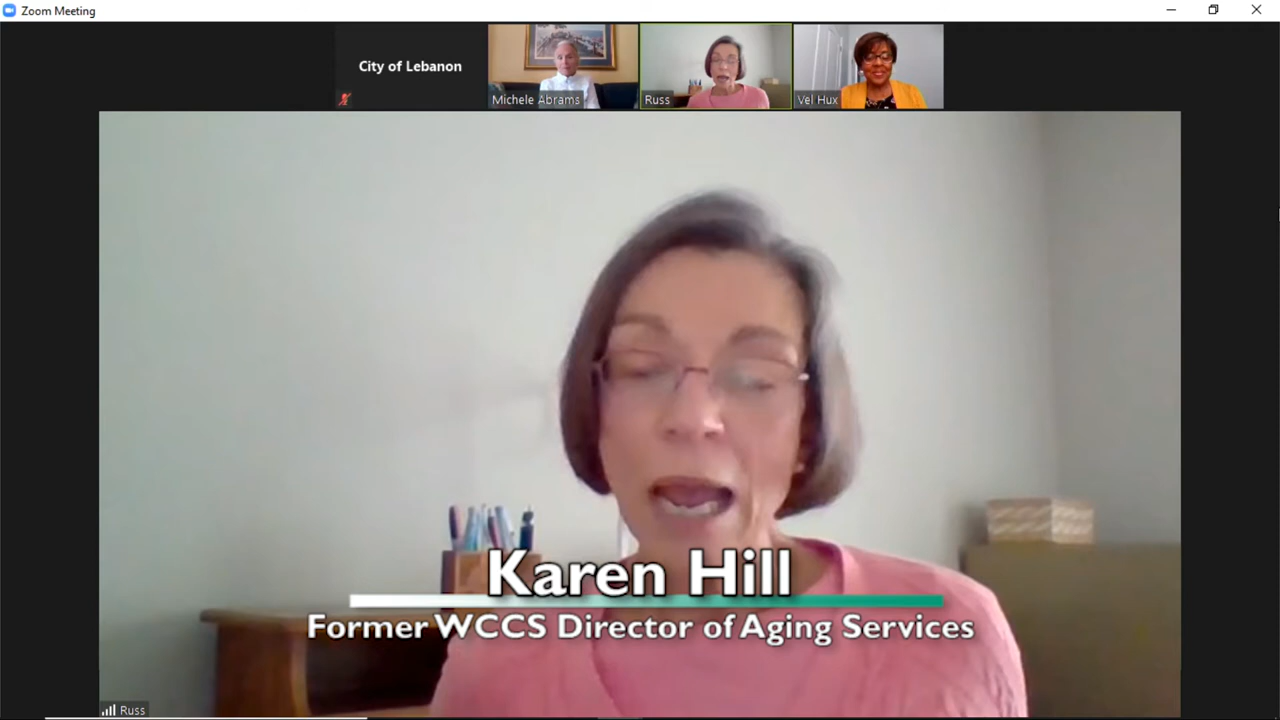 Zoom Meeting
City of Lebanon
Michele Abrams
Russ
Vel Hux
Karen Hill
Former WCCS Director of Aging Services
Russ